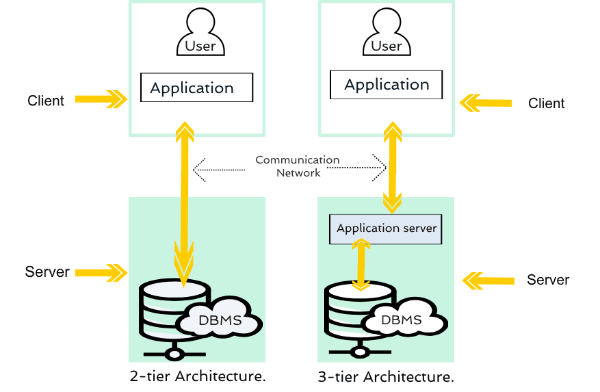 User
User
Application
Application
Client
Client
Communication
Network
Application server
Server
Server
DBMS
DBMS
2-tier Architecture.
3-tier Architecture.